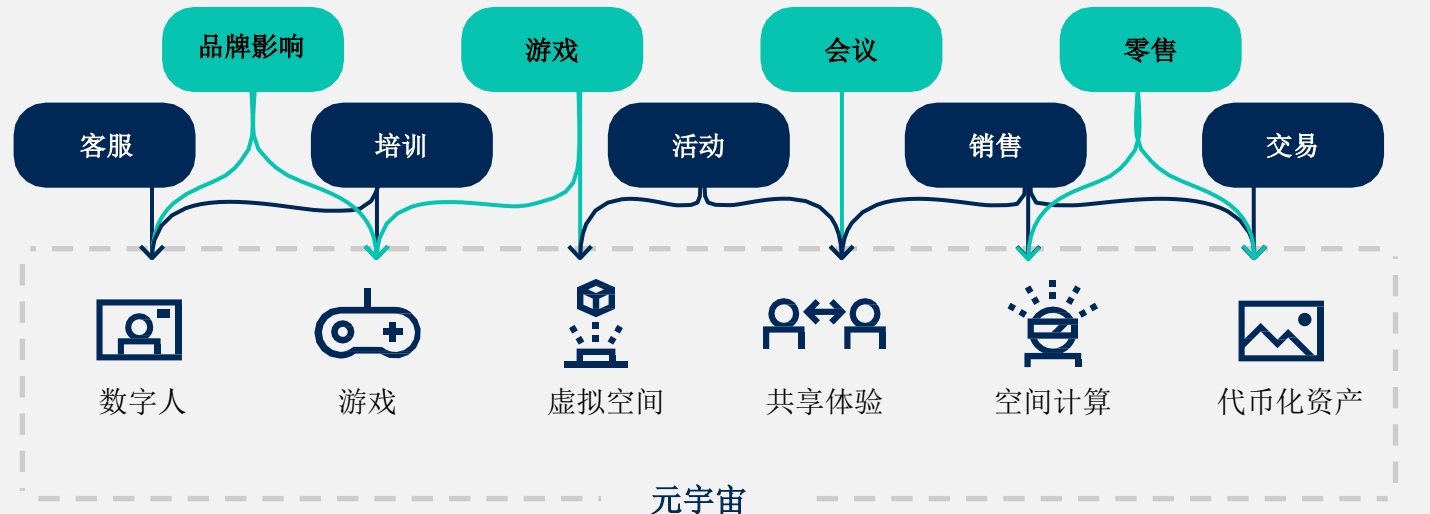 品牌影响
游戏
会议
零售
客服
培训
活动
销售
交易
数字人
游戏
虚拟空间
共享体验
空间计算
代币化资产
元宇宙